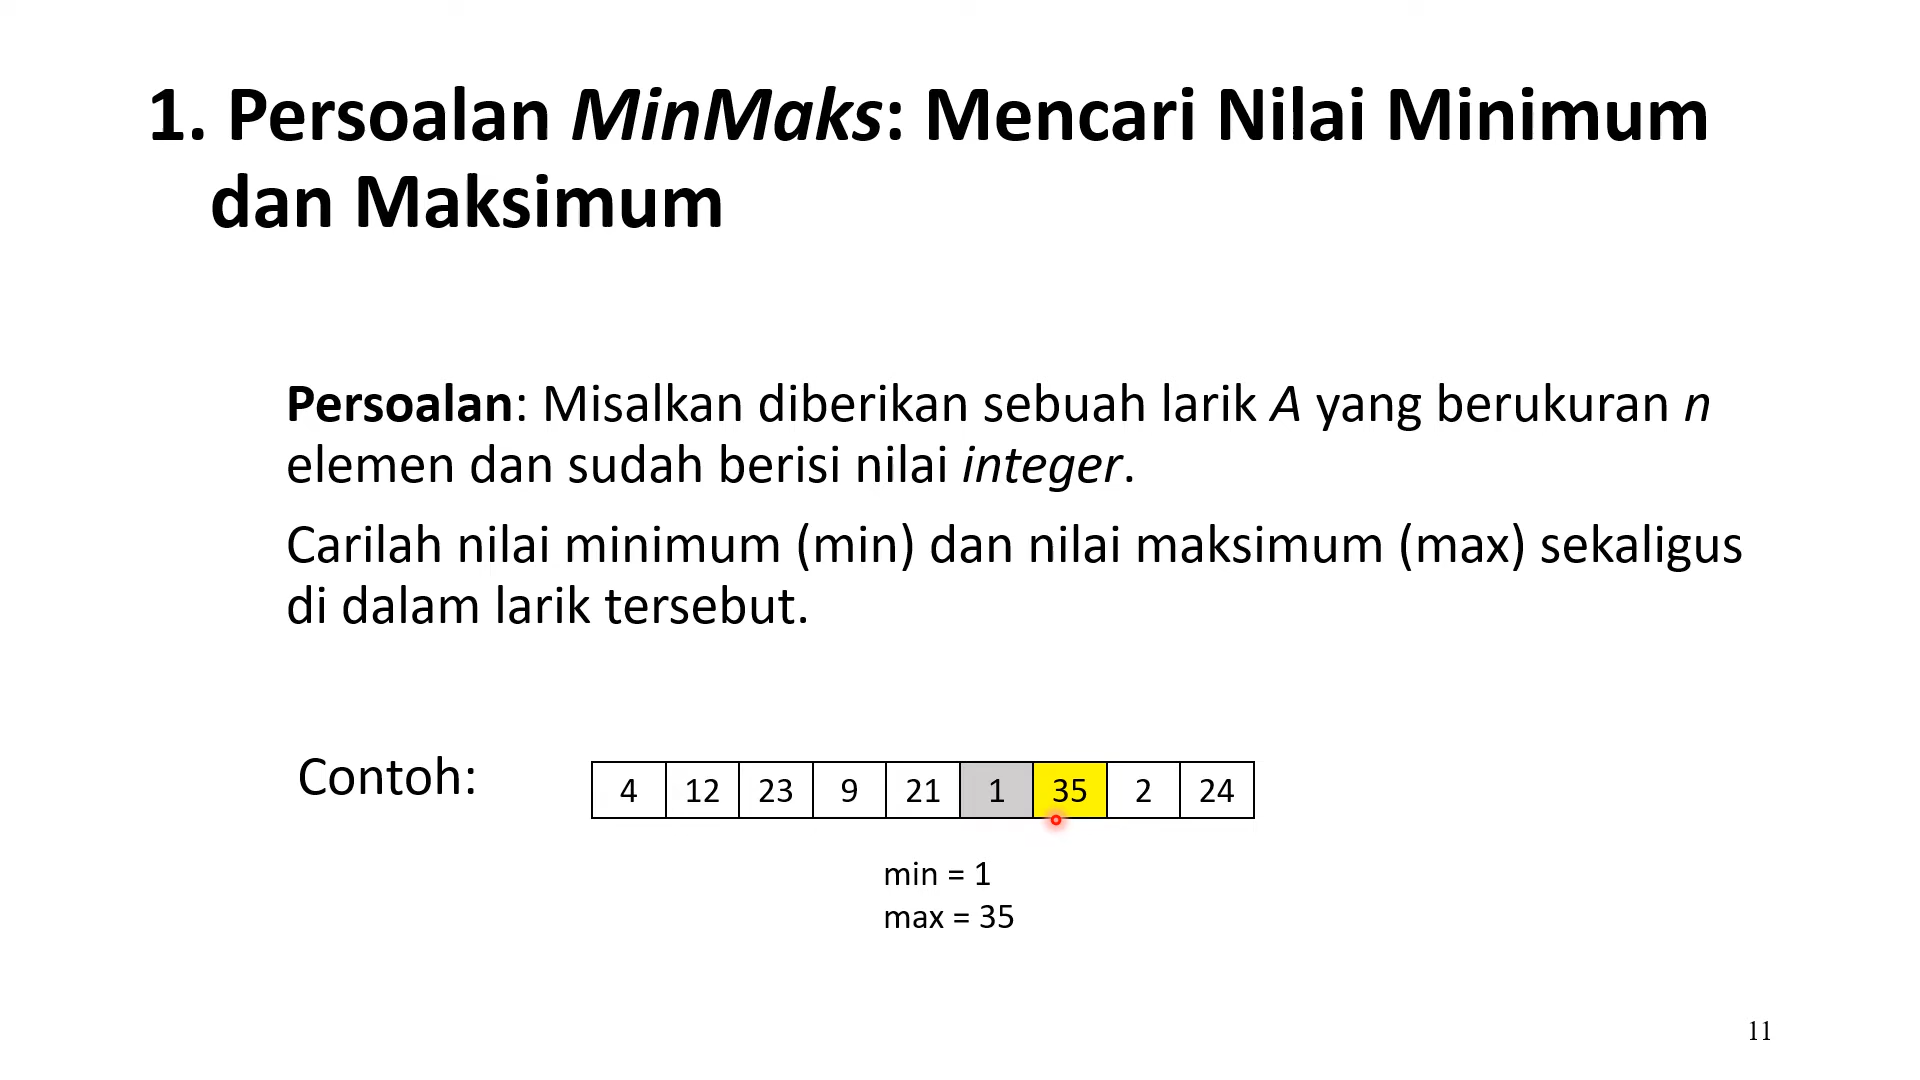 1. Persoalan MinMaks: Mencari Nilai Minimum
dan Maksimum
Persoalan: Misalkan diberikan sebuah larik A yang berukuran n
elemen dan sudah berisi nilai integer.
Carilah nilai minimum (min) dan nilai maksimum (max) sekaligus
di dalam larik tersebut.
Contoh:
4 12 23 9 21 1 35 2 24
min = 1
max = 35
11